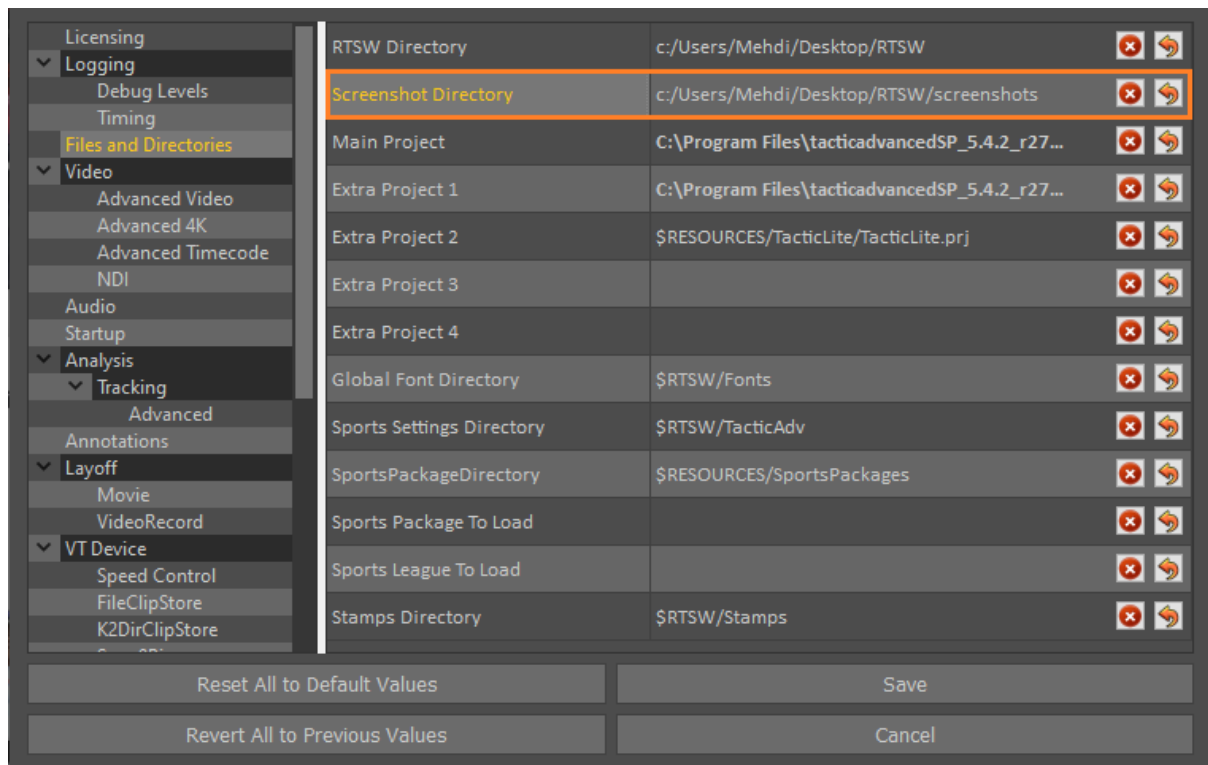 Licensing
Logging
Debug Levels
Timing
Files and Directories
Video
Advanced Video
Advanced 4K
Advanced Timecode
NDI
Audio
Startup
Analysis
Tracking
Advanced
Annotations
Layoff
Movie
VideoRecord
VT Device
Speed Control
FileClipStore
K2DirClipStore
RTSW Directory c:/Users/Mehdi/Desktop/RTSW
Screenshot Directory c:/Users/Mehdi/Desktop/RTSW/screenshots
Main Project C:\Program Files\tacticadvancedSP_5.4.2_r27...
Extra Project 1 C:\Program Files\tacticadvancedSP_5.4.2_r27...
Extra Project 2 $RESOURCES/TacticLite/TacticLite.prj
Extra Project 3
Extra Project 4
Global Font Directory $RTSW/Fonts
Sports Settings Directory $RTSW/TacticAdv
SportsPackageDirectory $RESOURCES/SportsPackages
Sports Package To Load
Sports League To Load
Stamps Directory $RTSW/Stamps
Reset All to Default Values Save
Revert All to Previous Values Cancel